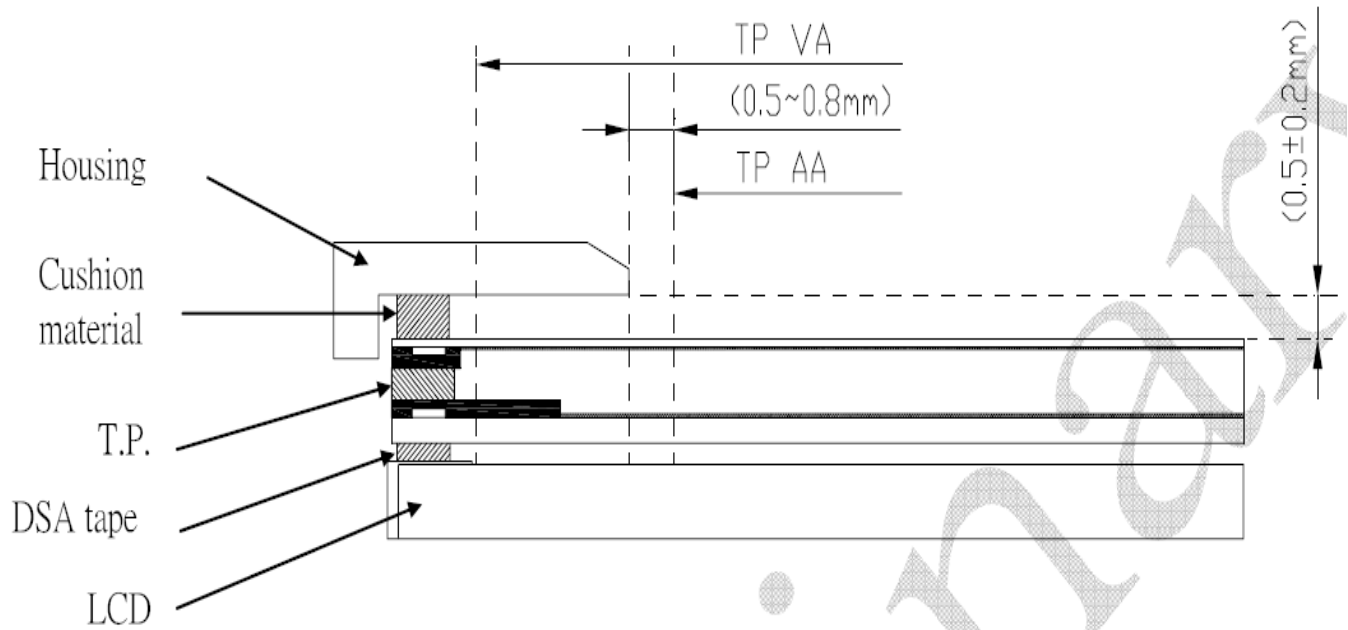 TP VA
(0.5~0.8mm)
TP AA
(0.5±0.2mm)
Housing
Cushion
material
T.P.
DSA tape
LCD